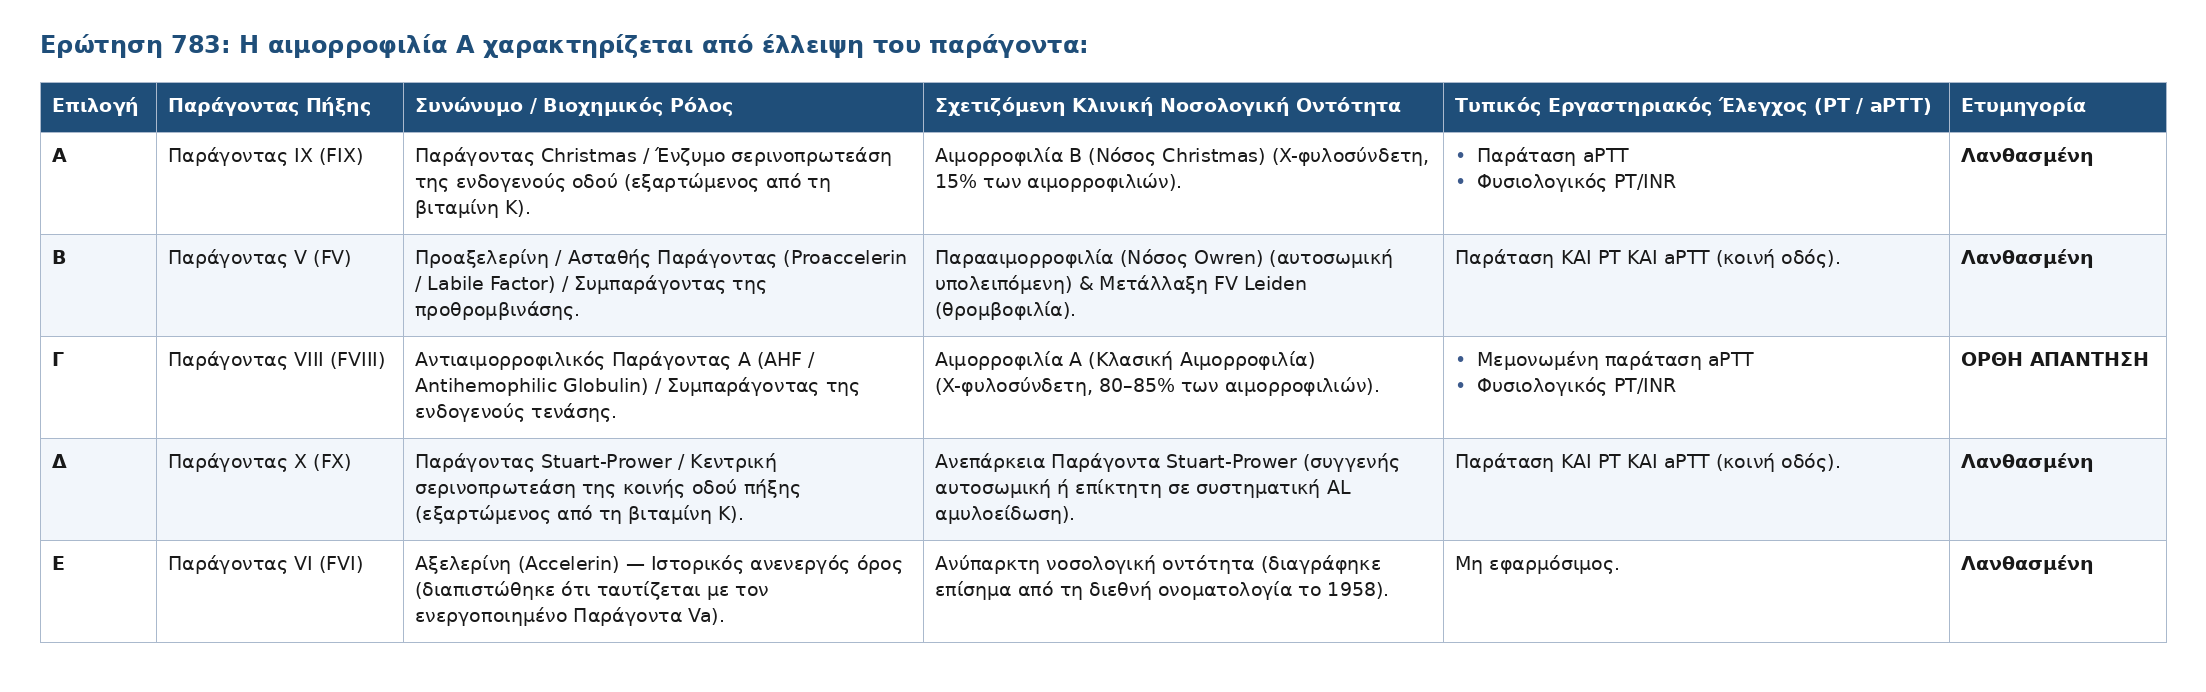 Ερώτηση 783: Η αιμορροφιλία Α χαρακτηρίζεται από έλλειψη του παράγοντα:
Επιλογή
Παράγοντας Πήξης
Συνώνυμο / Βιοχημικός Ρόλος
Σχετιζόμενη Κλινική Νοσολογική Οντότητα
Τυπικός Εργαστηριακός Έλεγχος (PT / aPTT)
Ετυμηγορία
Α
Παράγοντας IX (FIX)
Παράγοντας Christmas / Ένζυμο σερινοπρωτεάση
της ενδογενούς οδού (εξαρτώμενος από τη
βιταμίνη Κ).
Αιμορροφιλία Β (Νόσος Christmas) (Χ-φυλοσύνδετη,
15% των αιμορροφιλιών).
• Παράταση aPTT
• Φυσιολογικός PT/INR
Λανθασμένη
Β
Παράγοντας V (FV)
Προαξελερίνη / Ασταθής Παράγοντας (Proaccelerin
/ Labile Factor) / Συμπαράγοντας της
προθρομβινάσης.
Παρααιμορροφιλία (Νόσος Owren) (αυτοσωμική
υπολειπόμενη) & Μετάλλαξη FV Leiden
(θρομβοφιλία).
Παράταση ΚΑΙ PT ΚΑΙ aPTT (κοινή οδός).
Λανθασμένη
Γ
Παράγοντας VIII (FVIII)
Αντιαιμορροφιλικός Παράγοντας Α (AHF /
Antihemophilic Globulin) / Συμπαράγοντας της
ενδογενούς τενάσης.
Αιμορροφιλία Α (Κλασική Αιμορροφιλία)
(Χ-φυλοσύνδετη, 80–85% των αιμορροφιλιών).
• Μεμονωμένη παράταση aPTT
• Φυσιολογικός PT/INR
ΟΡΘΗ ΑΠΑΝΤΗΣΗ
Δ
Παράγοντας X (FX)
Παράγοντας Stuart-Prower / Κεντρική
σερινοπρωτεάση της κοινής οδού πήξης
(εξαρτώμενος από τη βιταμίνη Κ).
Ανεπάρκεια Παράγοντα Stuart-Prower (συγγενής
αυτοσωμική ή επίκτητη σε συστηματική AL
αμυλοείδωση).
Παράταση ΚΑΙ PT ΚΑΙ aPTT (κοινή οδός).
Λανθασμένη
Ε
Παράγοντας VI (FVI)
Αξελερίνη (Accelerin) — Ιστορικός ανενεργός όρος
(διαπιστώθηκε ότι ταυτίζεται με τον
ενεργοποιημένο Παράγοντα Va).
Ανύπαρκτη νοσολογική οντότητα (διαγράφηκε
επίσημα από τη διεθνή ονοματολογία το 1958).
Μη εφαρμόσιμος.
Λανθασμένη